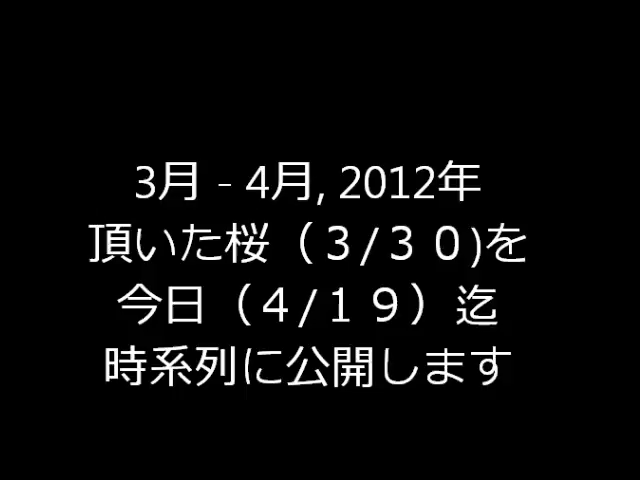 3月 - 4月, 2012年
頂いた桜（３/３０)を
今日（４/１９）迄
時系列に公開します